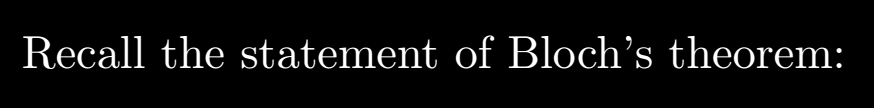 Recall the statement of Bloch's theorem: